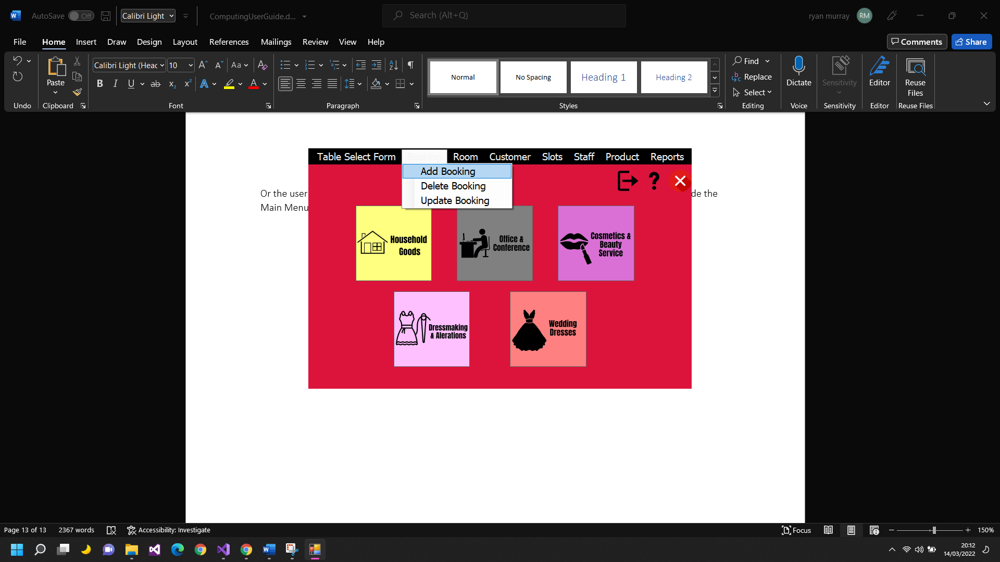 AutoSave Off Calibri Light ComputingUserGuide.d... Search (Alt+Q) ryan murray RM
File Home Insert Draw Design Layout References Mailings Review View Help Comments Share
Calibri Light (Heac 10 Aa
Paste
Normal No Spacing Heading 1 Heading 2
Find
Replace
Select
Dictate Sensitivity Editor Reuse Files
Undo Clipboard Font Paragraph Styles Editing Voice Sensitivity Editor Reuse Files
Table Select Form Booking Room Customer Slots Staff Product Reports
Add Booking
Delete Booking
Update Booking
Or the user de the
Main Menu
Household
Goods
Office &
Conference
Cosmetics &
Beauty
Service
Dressmaking
& Alerations
Wedding
Dresses
Page 13 of 13 2367 words Accessibility: Investigate Focus 150%
20:12
14/03/2022